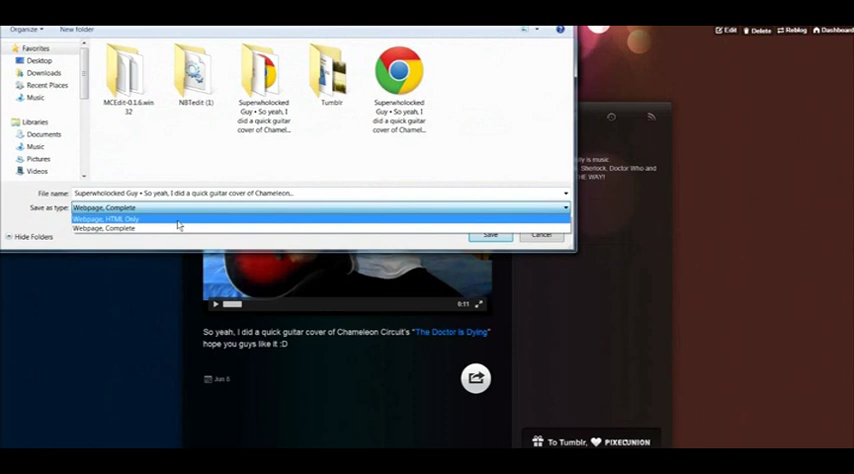 Organize
New folder
Edit
Delete
Reblog
Dashboard
Favorites
Desktop
Downloads
Recent Places
Music
Libraries
Documents
Music
Pictures
Videos
MCEdit-0.1.6.win
32
NBTedit (1)
Superwholocked
Guy • So yeah, I
did a quick guitar
cover of Chamel...
Tumblr
Superwholocked
Guy • So yeah, I
did a quick guitar
cover of Chamel...
File name:
Superwholocked Guy • So yeah, I did a quick guitar cover of Chameleon...
Save as type:
Webpage, Complete
Webpage, HTML Only
Webpage, Complete
Hide Folders
Save
Cancel
ly is music
Sherlock, Doctor Who and
THE WAY!
0:11
So yeah, I did a quick guitar cover of Chameleon Circuit's "The Doctor Is Dying"
hope you guys like it :D
Jun 5
To Tumblr, PIXEL UNION